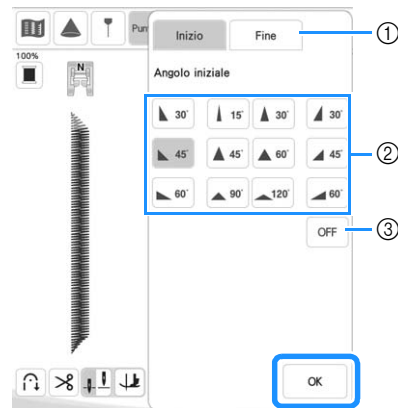 Pun
Inizio Fine ①
100%
N
Angolo iniziale
30° 15° 30° 30°
45° 45° 60° 45° ②
60° 90° 120° 60°
OFF ③
OK